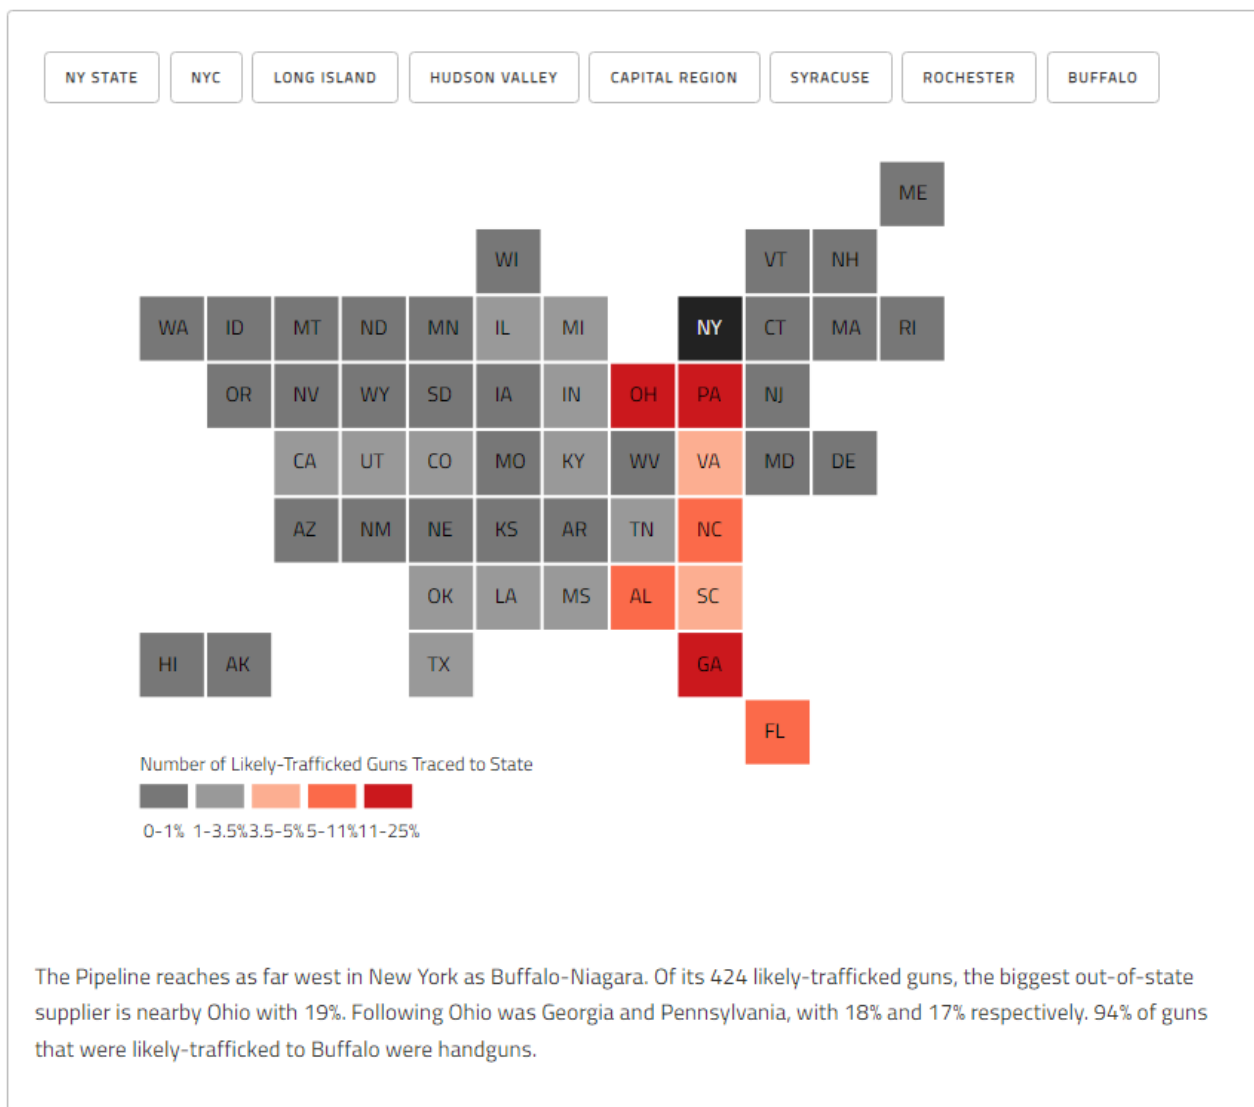 NY STATE NYC LONG ISLAND HUDSON VALLEY CAPITAL REGION SYRACUSE ROCHESTER BUFFALO
ME
WI VT NH
WA ID MT ND MN IL MI NY CT MA RI
OR NV WY SD IA IN OH PA NJ
CA UT CO MO KY WV VA MD DE
AZ NM NE KS AR TN NC
OK LA MS AL SC
HI AK TX GA
FL
Number of Likely-Trafficked Guns Traced to State
0-1% 1-3.5% 3.5-5% 5-11% 11-25%
The Pipeline reaches as far west in New York as Buffalo-Niagara. Of its 424 likely-trafficked guns, the biggest out-of-state
supplier is nearby Ohio with 19%. Following Ohio was Georgia and Pennsylvania, with 18% and 17% respectively. 94% of guns
that were likely-trafficked to Buffalo were handguns.